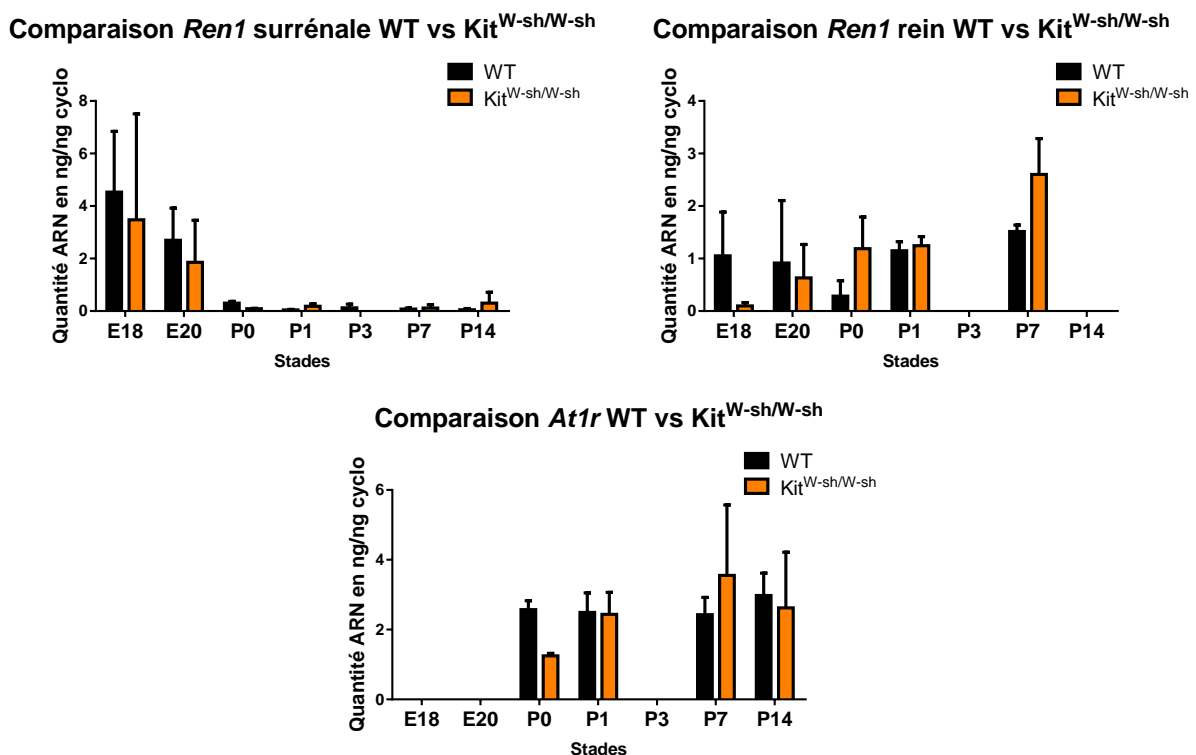 Comparaison Ren1 surrénale WT vs Kit^W-sh/W-sh
WT
Kit^W-sh/W-sh
Quantité ARN en ng/ng cyclo
8
6
4
2
0
E18 E20 P0 P1 P3 P7 P14
Stades
Comparaison Ren1 rein WT vs Kit^W-sh/W-sh
WT
Kit^W-sh/W-sh
Quantité ARN en ng/ng cyclo
4
3
2
1
0
E18 E20 P0 P1 P3 P7 P14
Stades
Comparaison At1r WT vs Kit^W-sh/W-sh
WT
Kit^W-sh/W-sh
Quantité ARN en ng/ng cyclo
6
4
2
0
E18 E20 P0 P1 P3 P7 P14
Stades